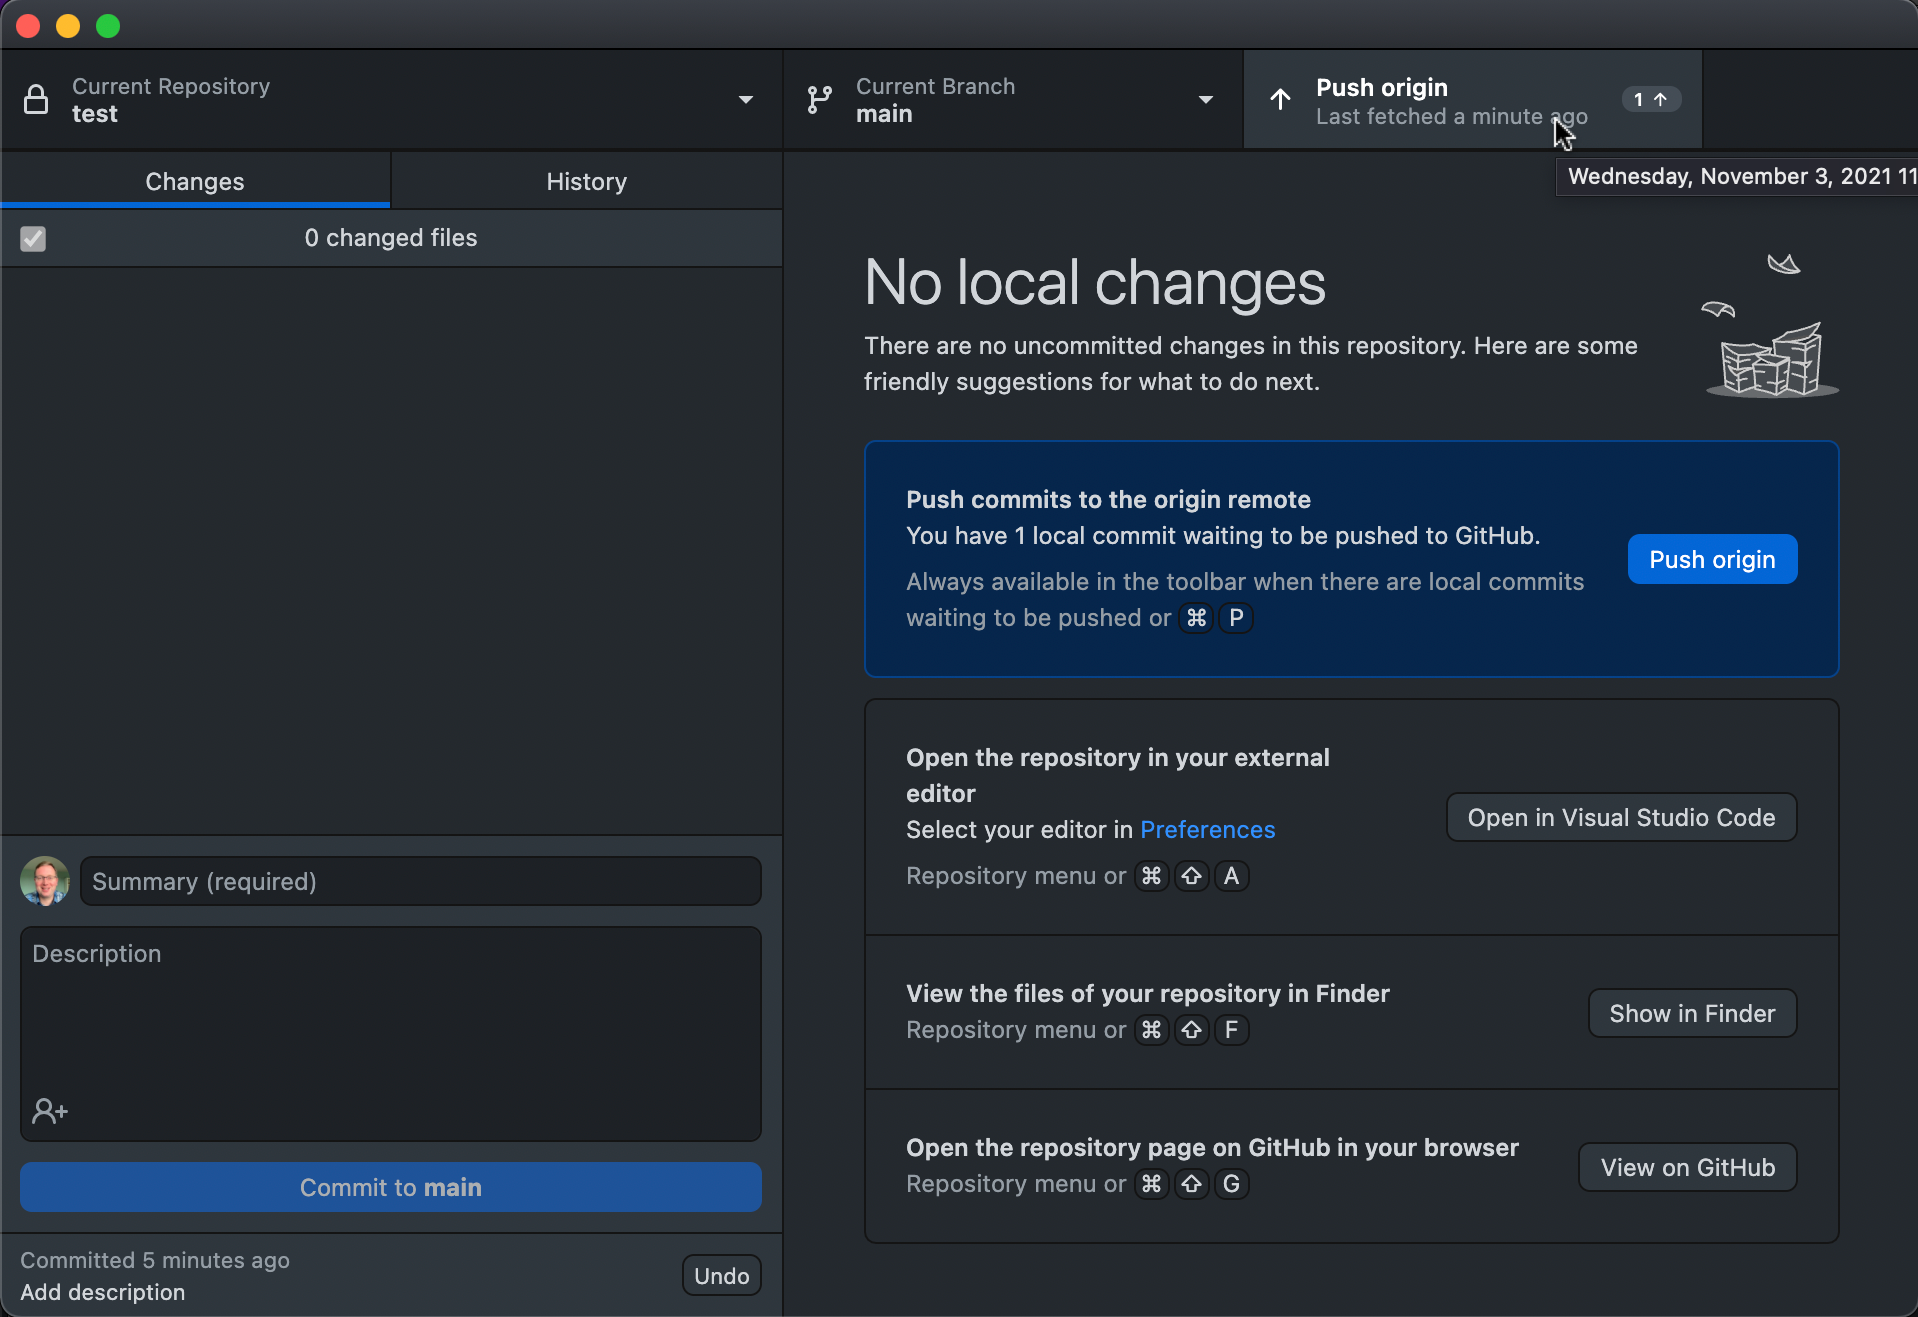 Current Repository
test
Current Branch
main
Push origin
Last fetched a minute ago
1 ↑
Wednesday, November 3, 2021 11
Changes
History
0 changed files
No local changes
There are no uncommitted changes in this repository. Here are some
friendly suggestions for what to do next.
Push commits to the origin remote
You have 1 local commit waiting to be pushed to GitHub.
Always available in the toolbar when there are local commits
waiting to be pushed or ⌘ P
Push origin
Open the repository in your external
editor
Select your editor in Preferences
Repository menu or ⌘ ⇧ A
Open in Visual Studio Code
View the files of your repository in Finder
Repository menu or ⌘ ⇧ F
Show in Finder
Open the repository page on GitHub in your browser
Repository menu or ⌘ ⇧ G
View on GitHub
Summary (required)
Description
Commit to main
Committed 5 minutes ago
Add description
Undo